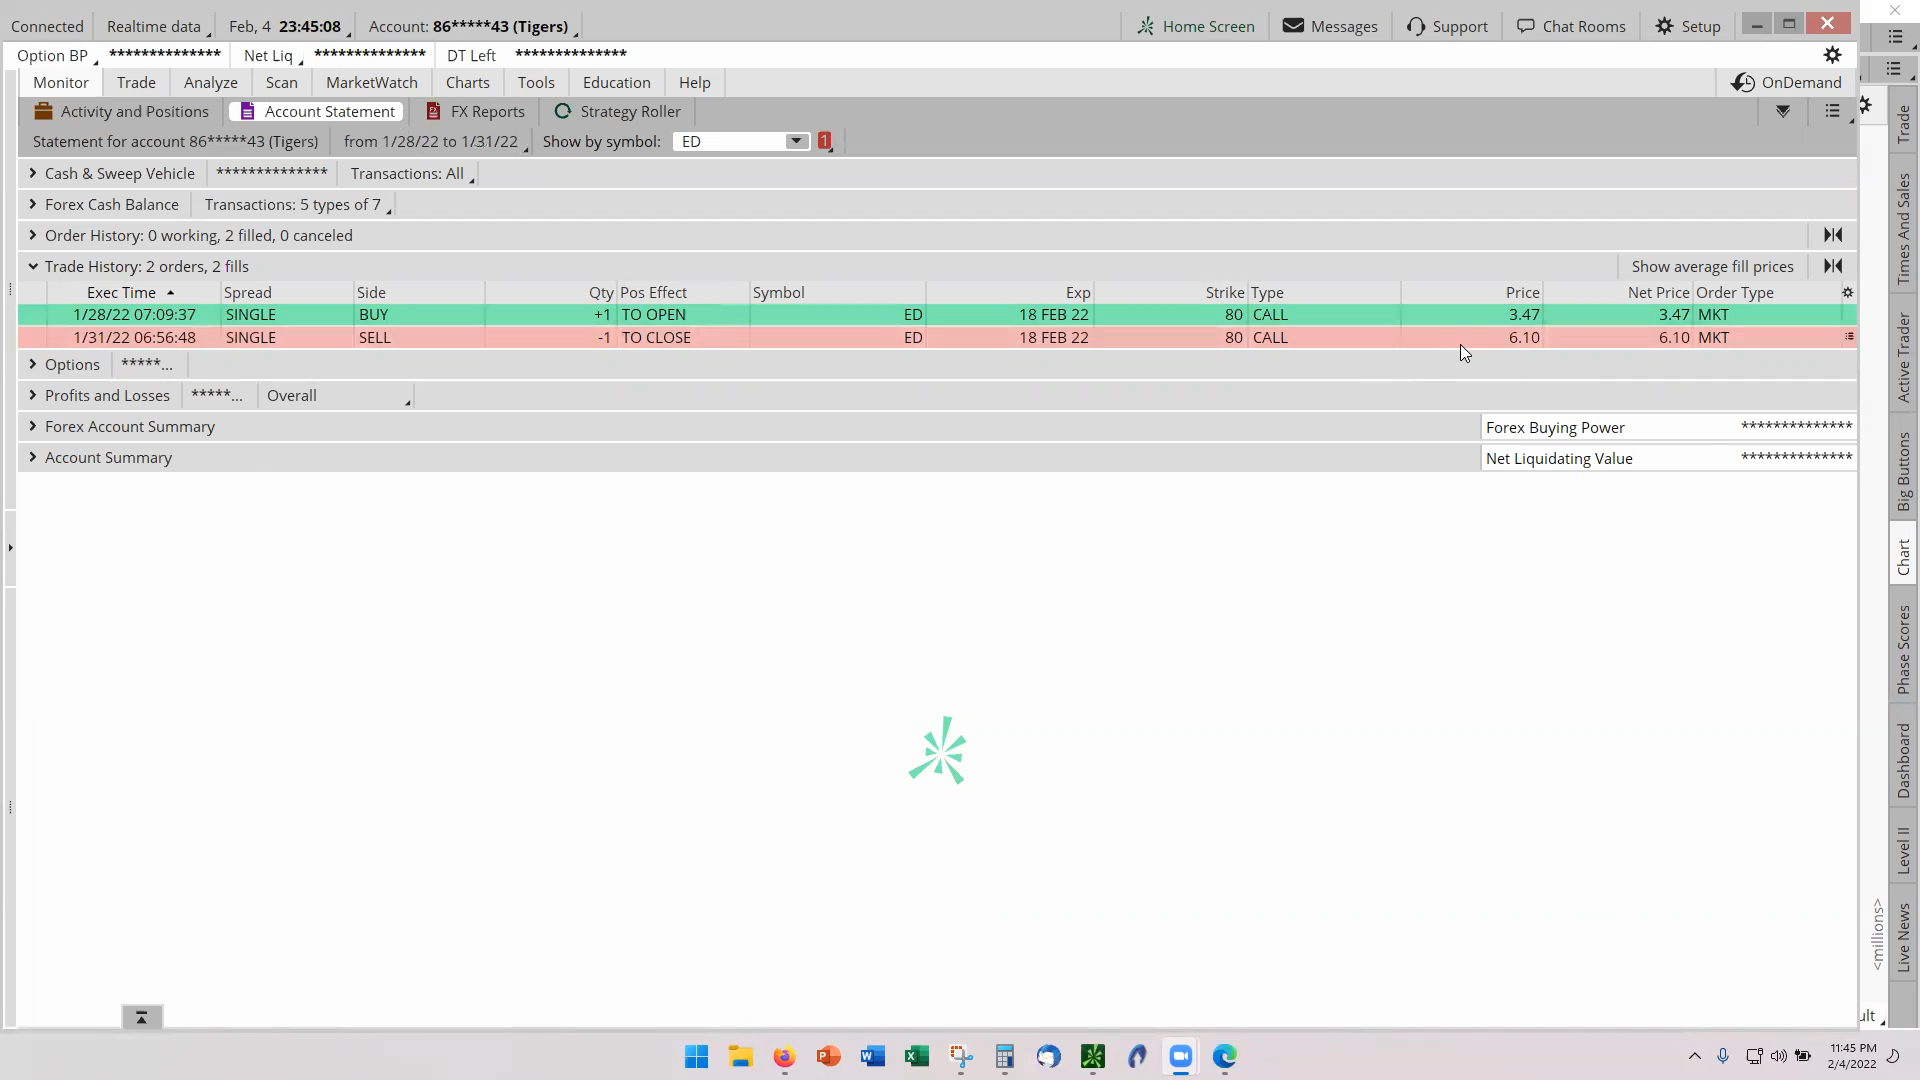 Connected Realtime data Feb, 4 23:45:08 Account: 86*****43 (Tigers) Home Screen Messages Support Chat Rooms Setup
Option BP ************** Net Liq ************** DT Left **************
Monitor Trade Analyze Scan MarketWatch Charts Tools Education Help OnDemand
Activity and Positions Account Statement FX FX Reports Strategy Roller
Statement for account 86*****43 (Tigers) from 1/28/22 to 1/31/22 Show by symbol: ED 1
Cash & Sweep Vehicle ************** Transactions: All
Forex Cash Balance Transactions: 5 types of 7
Order History: 0 working, 2 filled, 0 canceled
Trade History: 2 orders, 2 fills Show average fill prices
Exec Time Spread Side Qty Pos Effect Symbol Exp Strike Type Price Net Price Order Type
1/28/22 07:09:37 SINGLE BUY +1 TO OPEN ED 18 FEB 22 80 CALL 3.47 3.47 MKT
1/31/22 06:56:48 SINGLE SELL -1 TO CLOSE ED 18 FEB 22 80 CALL 6.10 6.10 MKT
Options *****...
Profits and Losses *****... Overall
Forex Account Summary Forex Buying Power **************
Account Summary Net Liquidating Value **************
Trade
Times And Sales
Active Trader
Big Buttons
Chart
Phase Scores
Dashboard
Level II
Live News
<millions>
ult
P W X
11:45 PM
2/4/2022